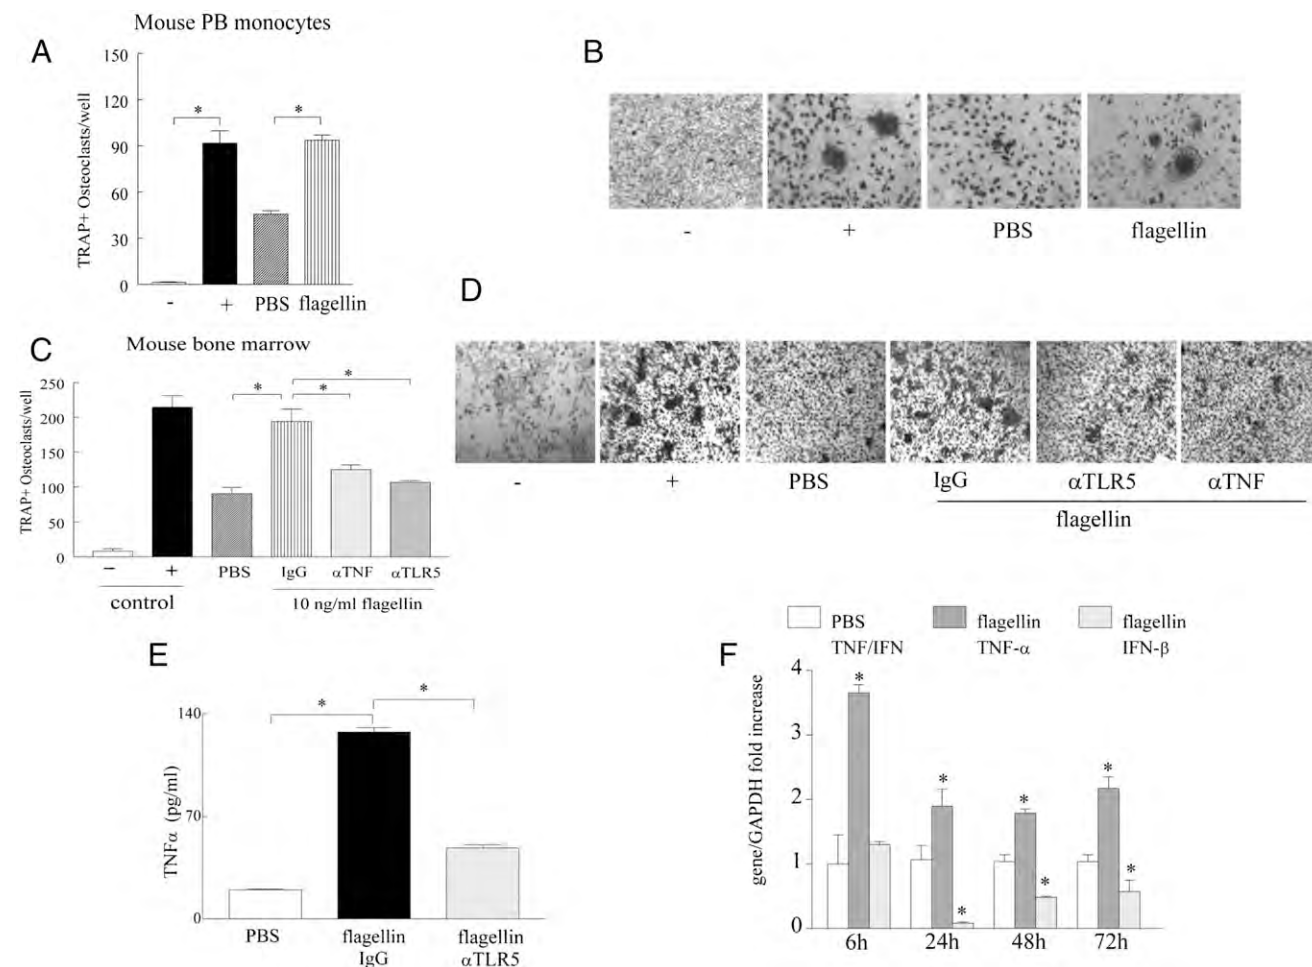 Mouse PB monocytes
A
150
120
90
60
30
0
TRAP+ Osteoclasts/well
* *
- + PBS flagellin
B
- + PBS flagellin
C
Mouse bone marrow
250
200
150
100
50
0
TRAP+ Osteoclasts/well
* * *
− + PBS IgG αTNF αTLR5
control 10 ng/ml flagellin
D
- + PBS IgG αTLR5 αTNF
flagellin
E
140
70
0
TNFα (pg/ml)
* *
PBS flagellin flagellin
IgG αTLR5
F
PBS flagellin flagellin
TNF/IFN TNF-α IFN-β
4
3
2
1
0
gene/GAPDH fold increase
* * * * * * *
6h 24h 48h 72h